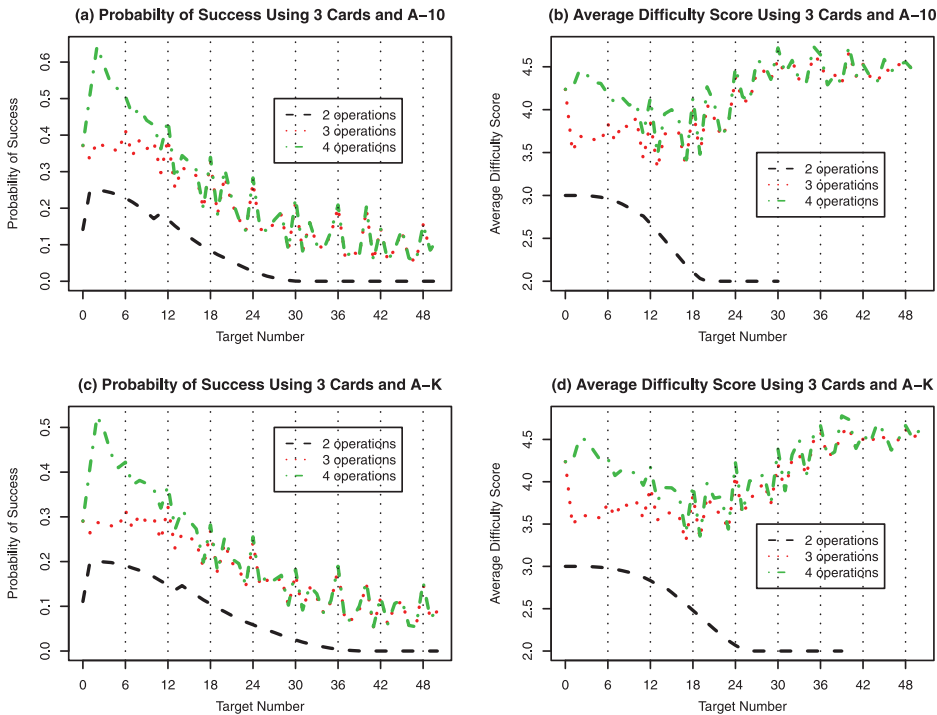 (a) Probabilty of Success Using 3 Cards and A−10
Probability of Success
0.0 0.1 0.2 0.3 0.4 0.5 0.6
2 operations
3 operations
4 operations
0 6 12 18 24 30 36 42 48
Target Number
(b) Average Difficulty Score Using 3 Cards and A−10
Average Difficulty Score
2.0 2.5 3.0 3.5 4.0 4.5
2 operations
3 operations
4 operations
0 6 12 18 24 30 36 42 48
Target Number
(c) Probabilty of Success Using 3 Cards and A−K
Probability of Success
0.0 0.1 0.2 0.3 0.4 0.5
2 operations
3 operations
4 operations
0 6 12 18 24 30 36 42 48
Target Number
(d) Average Difficulty Score Using 3 Cards and A−K
Average Difficulty Score
2.0 2.5 3.0 3.5 4.0 4.5
2 operations
3 operations
4 operations
0 6 12 18 24 30 36 42 48
Target Number